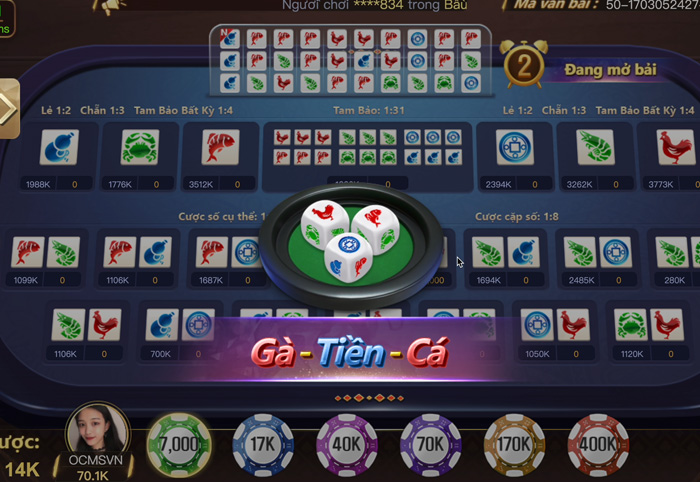 Người chơi ****834 trong Bầu
Mã ván bài : 50-1703052427
2
Đang mở bài
Lẻ 1:2 Chẵn 1:3 Tam Bảo Bất Kỳ 1:4
Tam Bảo: 1:31
Lẻ 1:2 Chẵn 1:3 Tam Bảo Bất Kỳ 1:4
1988K 0
1776K 0
3512K 0
2394K 0
3262K 0
3773K
Cược số cụ thể: 1:
Cược cặp số: 1:8
1099K 0
1106K 0
1687K 0
1694K 0
2485K 0
280K
1106K 0
700K 0
1050K 0
1120K 0
Gà - Tiền - Cá
ược:
14K
OCMSVN
70.1K
7,000
17K
40K
70K
170K
400K